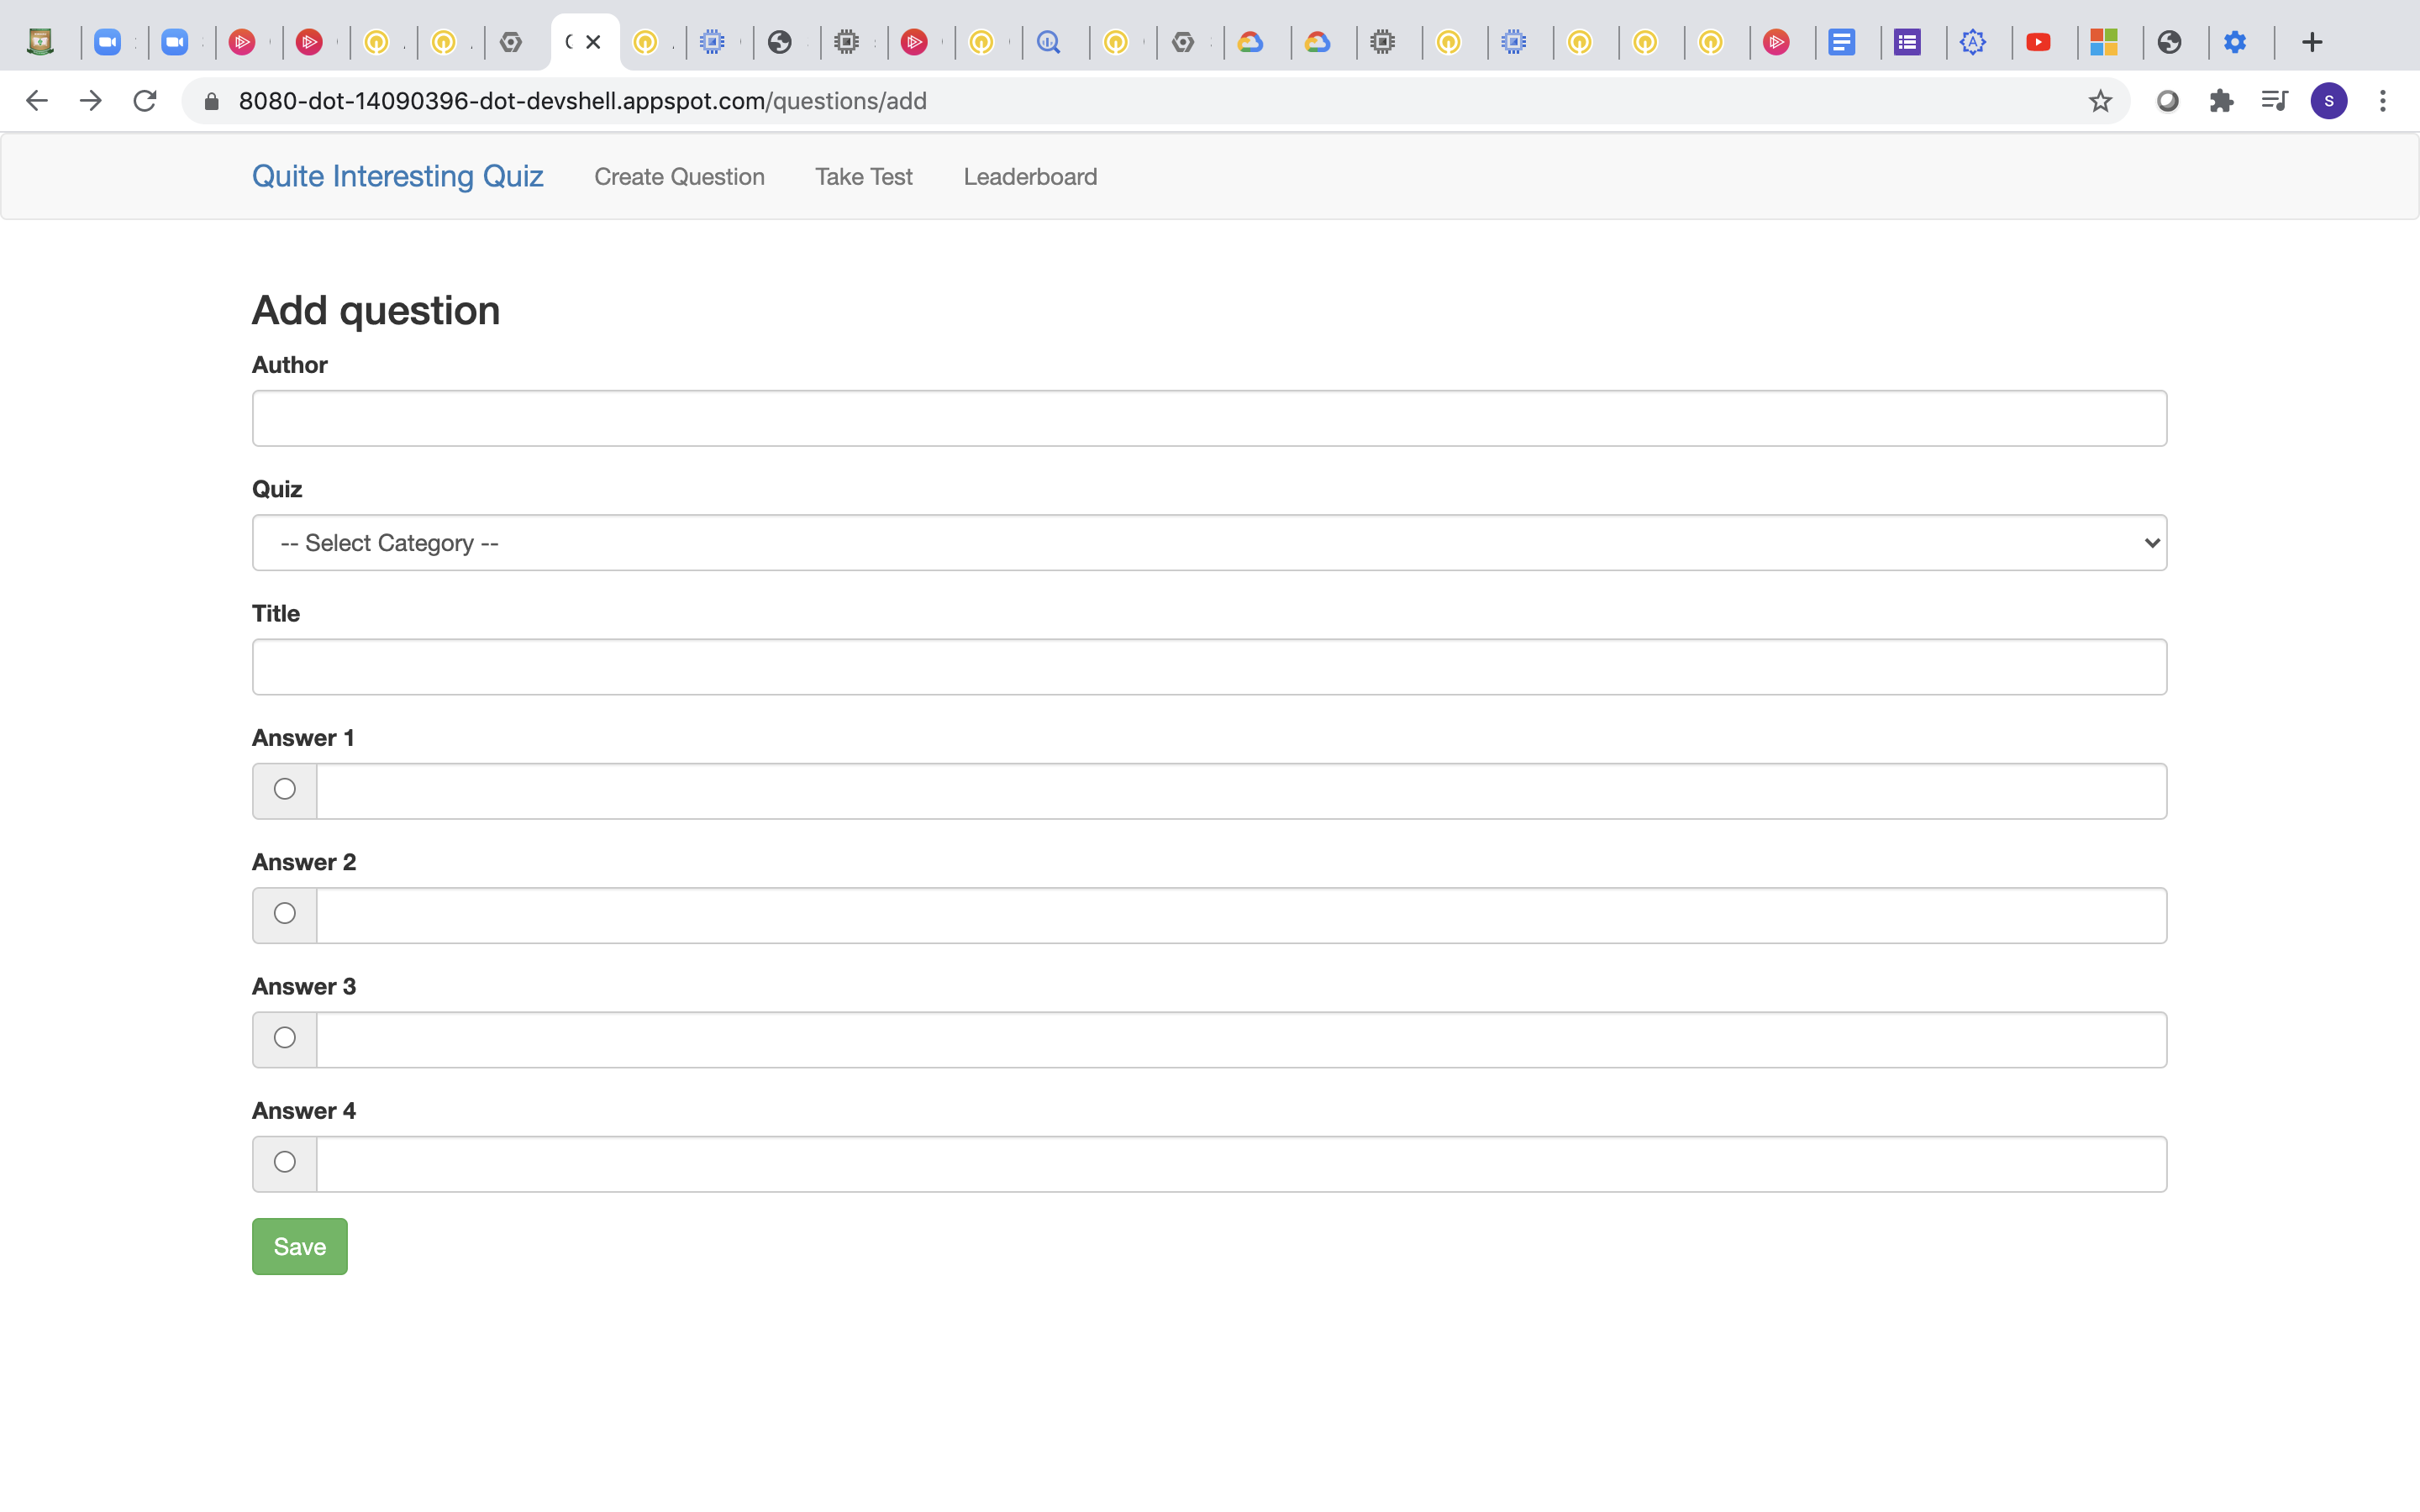 8080-dot-14090396-dot-devshell.appspot.com/questions/add
S
Quite Interesting Quiz Create Question Take Test Leaderboard
Add question
Author
Quiz
-- Select Category --
Title
Answer 1
Answer 2
Answer 3
Answer 4
Save